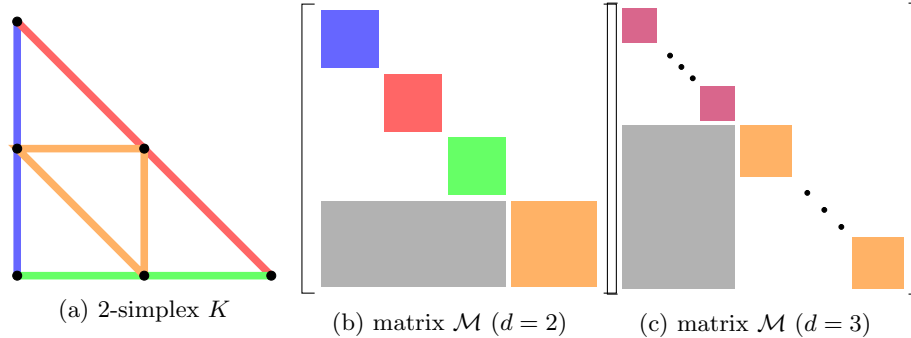 (a) 2-simplex K
(b) matrix ℳ (d = 2)
(c) matrix ℳ (d = 3)